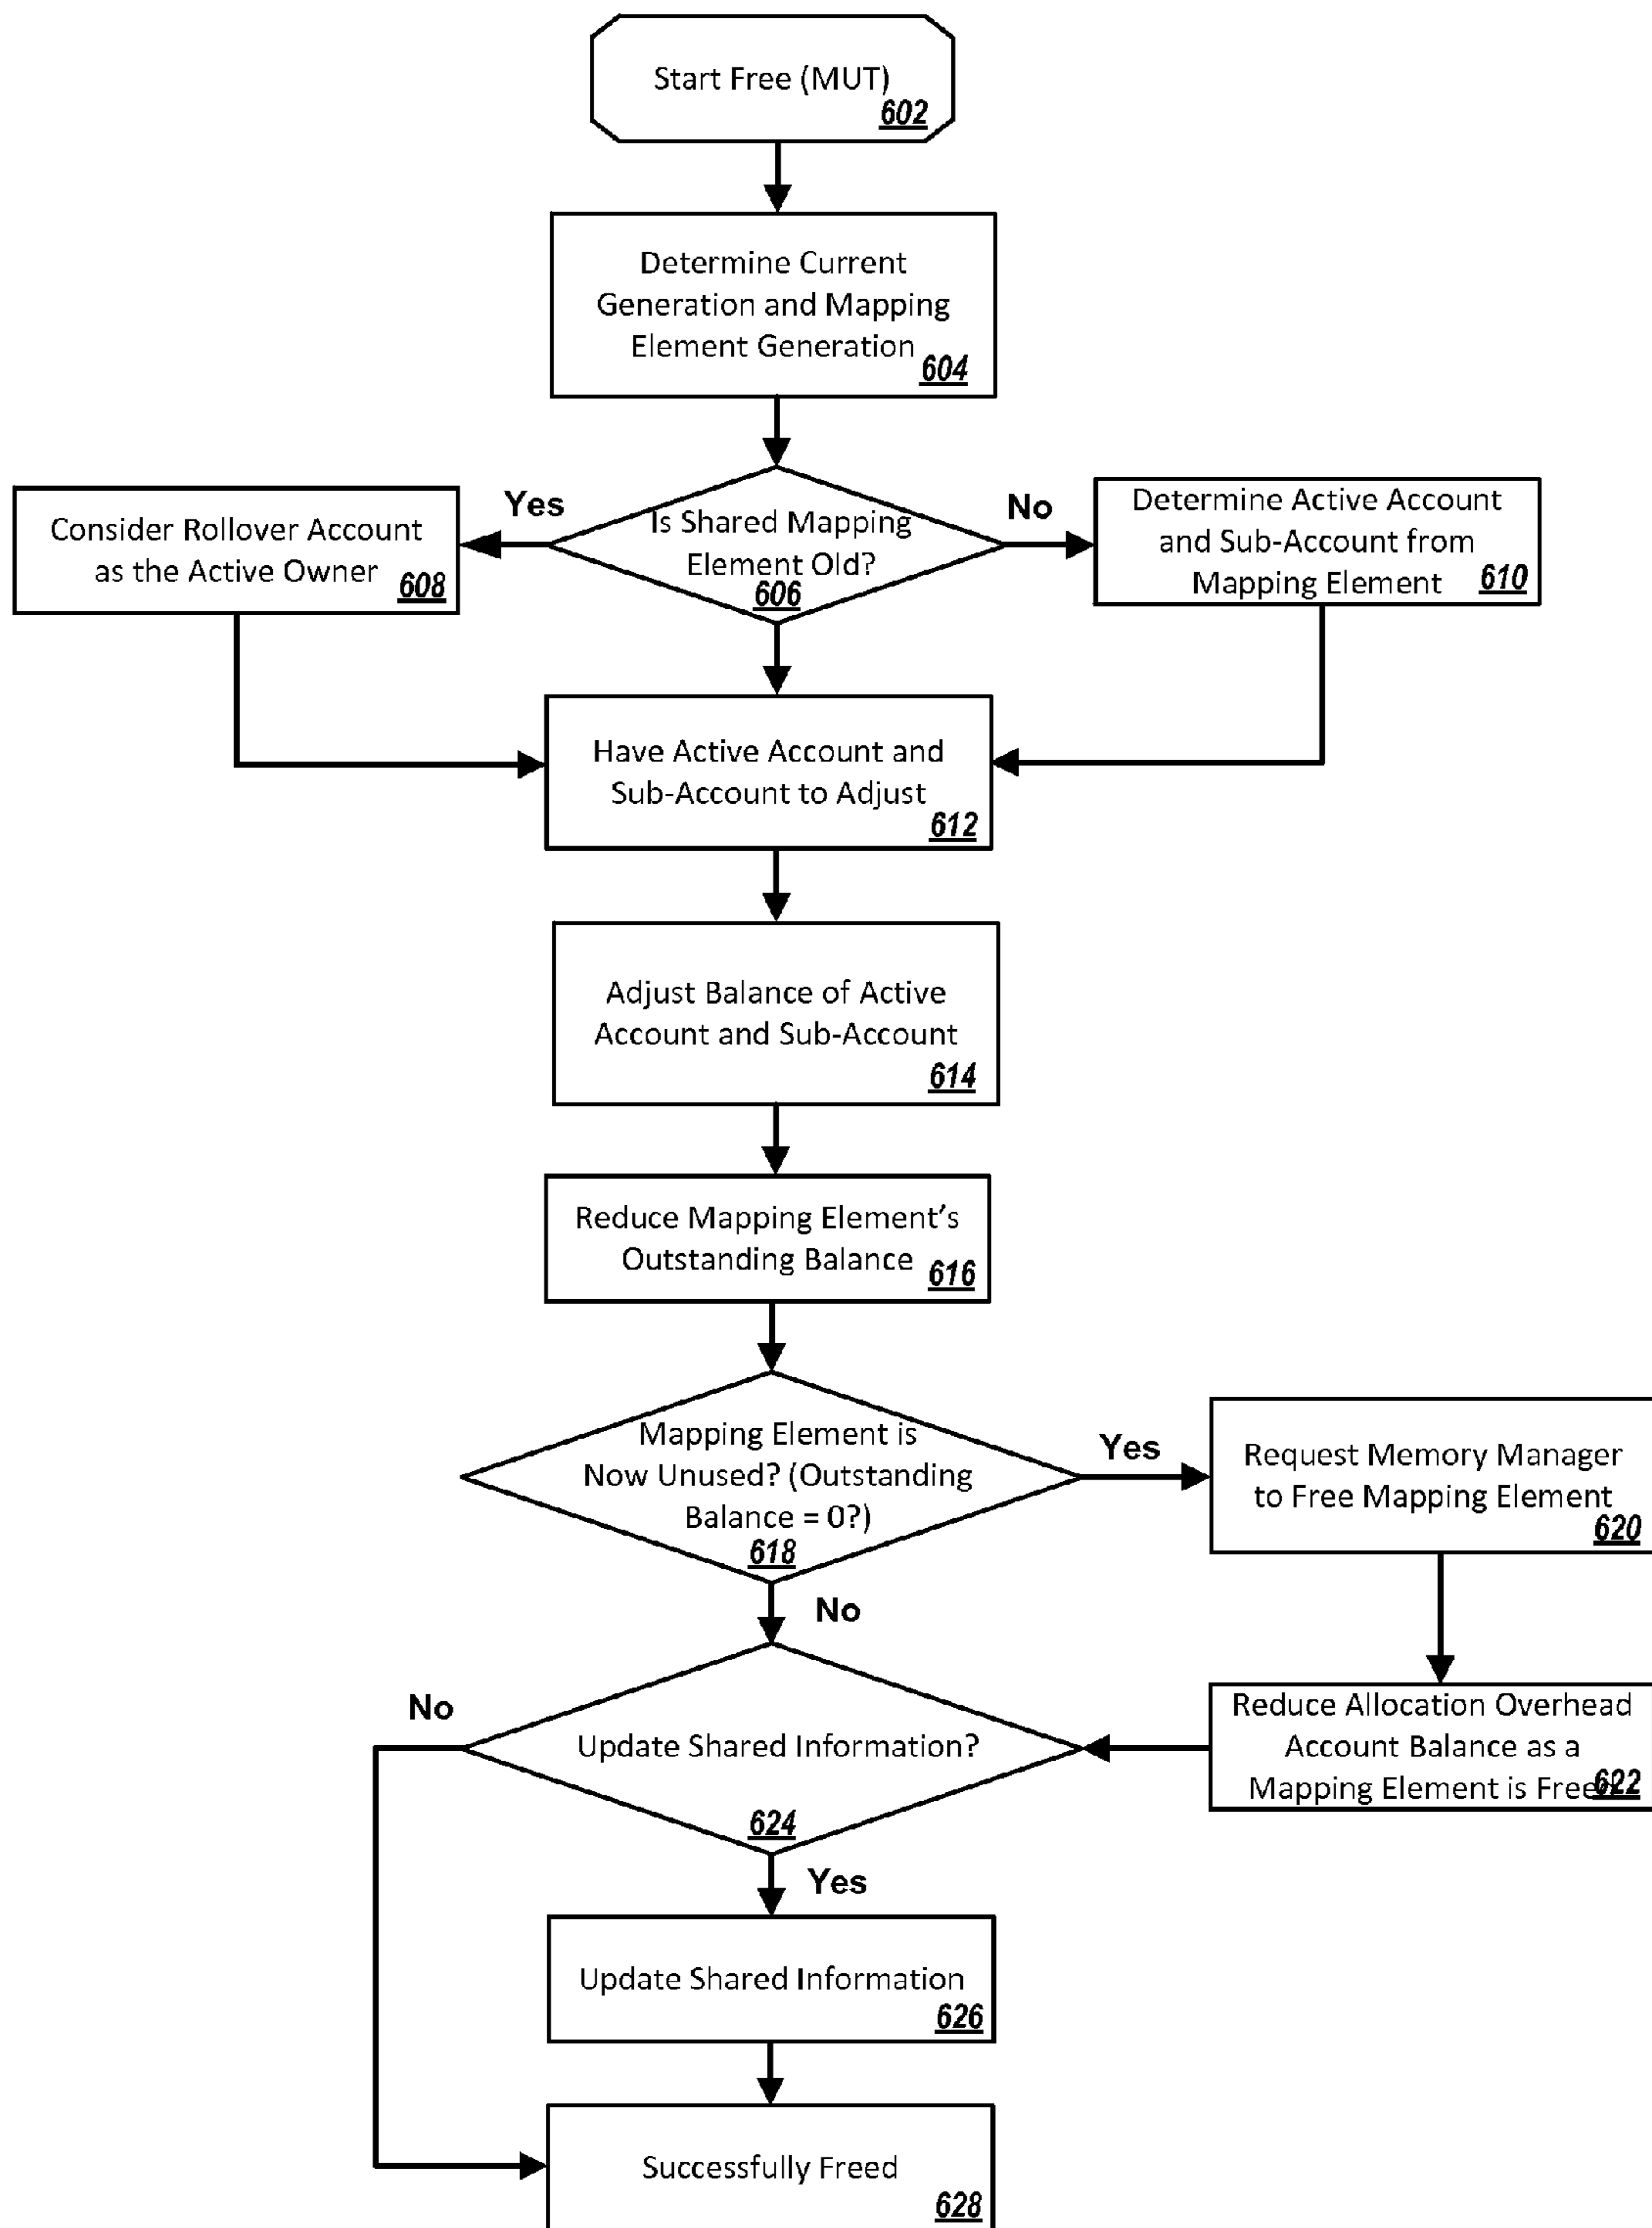 Start Free (MUT)
602
Determine Current
Generation and Mapping
Element Generation
604
Yes
Is Shared Mapping
Element Old?
606
No
Consider Rollover Account
as the Active Owner
608
Determine Active Account
and Sub-Account from
Mapping Element
610
Have Active Account and
Sub-Account to Adjust
612
Adjust Balance of Active
Account and Sub-Account
614
Reduce Mapping Element's
Outstanding Balance
616
Mapping Element is
Now Unused? (Outstanding
Balance = 0?)
618
Yes
Request Memory Manager
to Free Mapping Element
620
No
Reduce Allocation Overhead
Account Balance as a
Mapping Element is Freed
622
No
Update Shared Information?
624
Yes
Update Shared Information
626
Successfully Freed
628